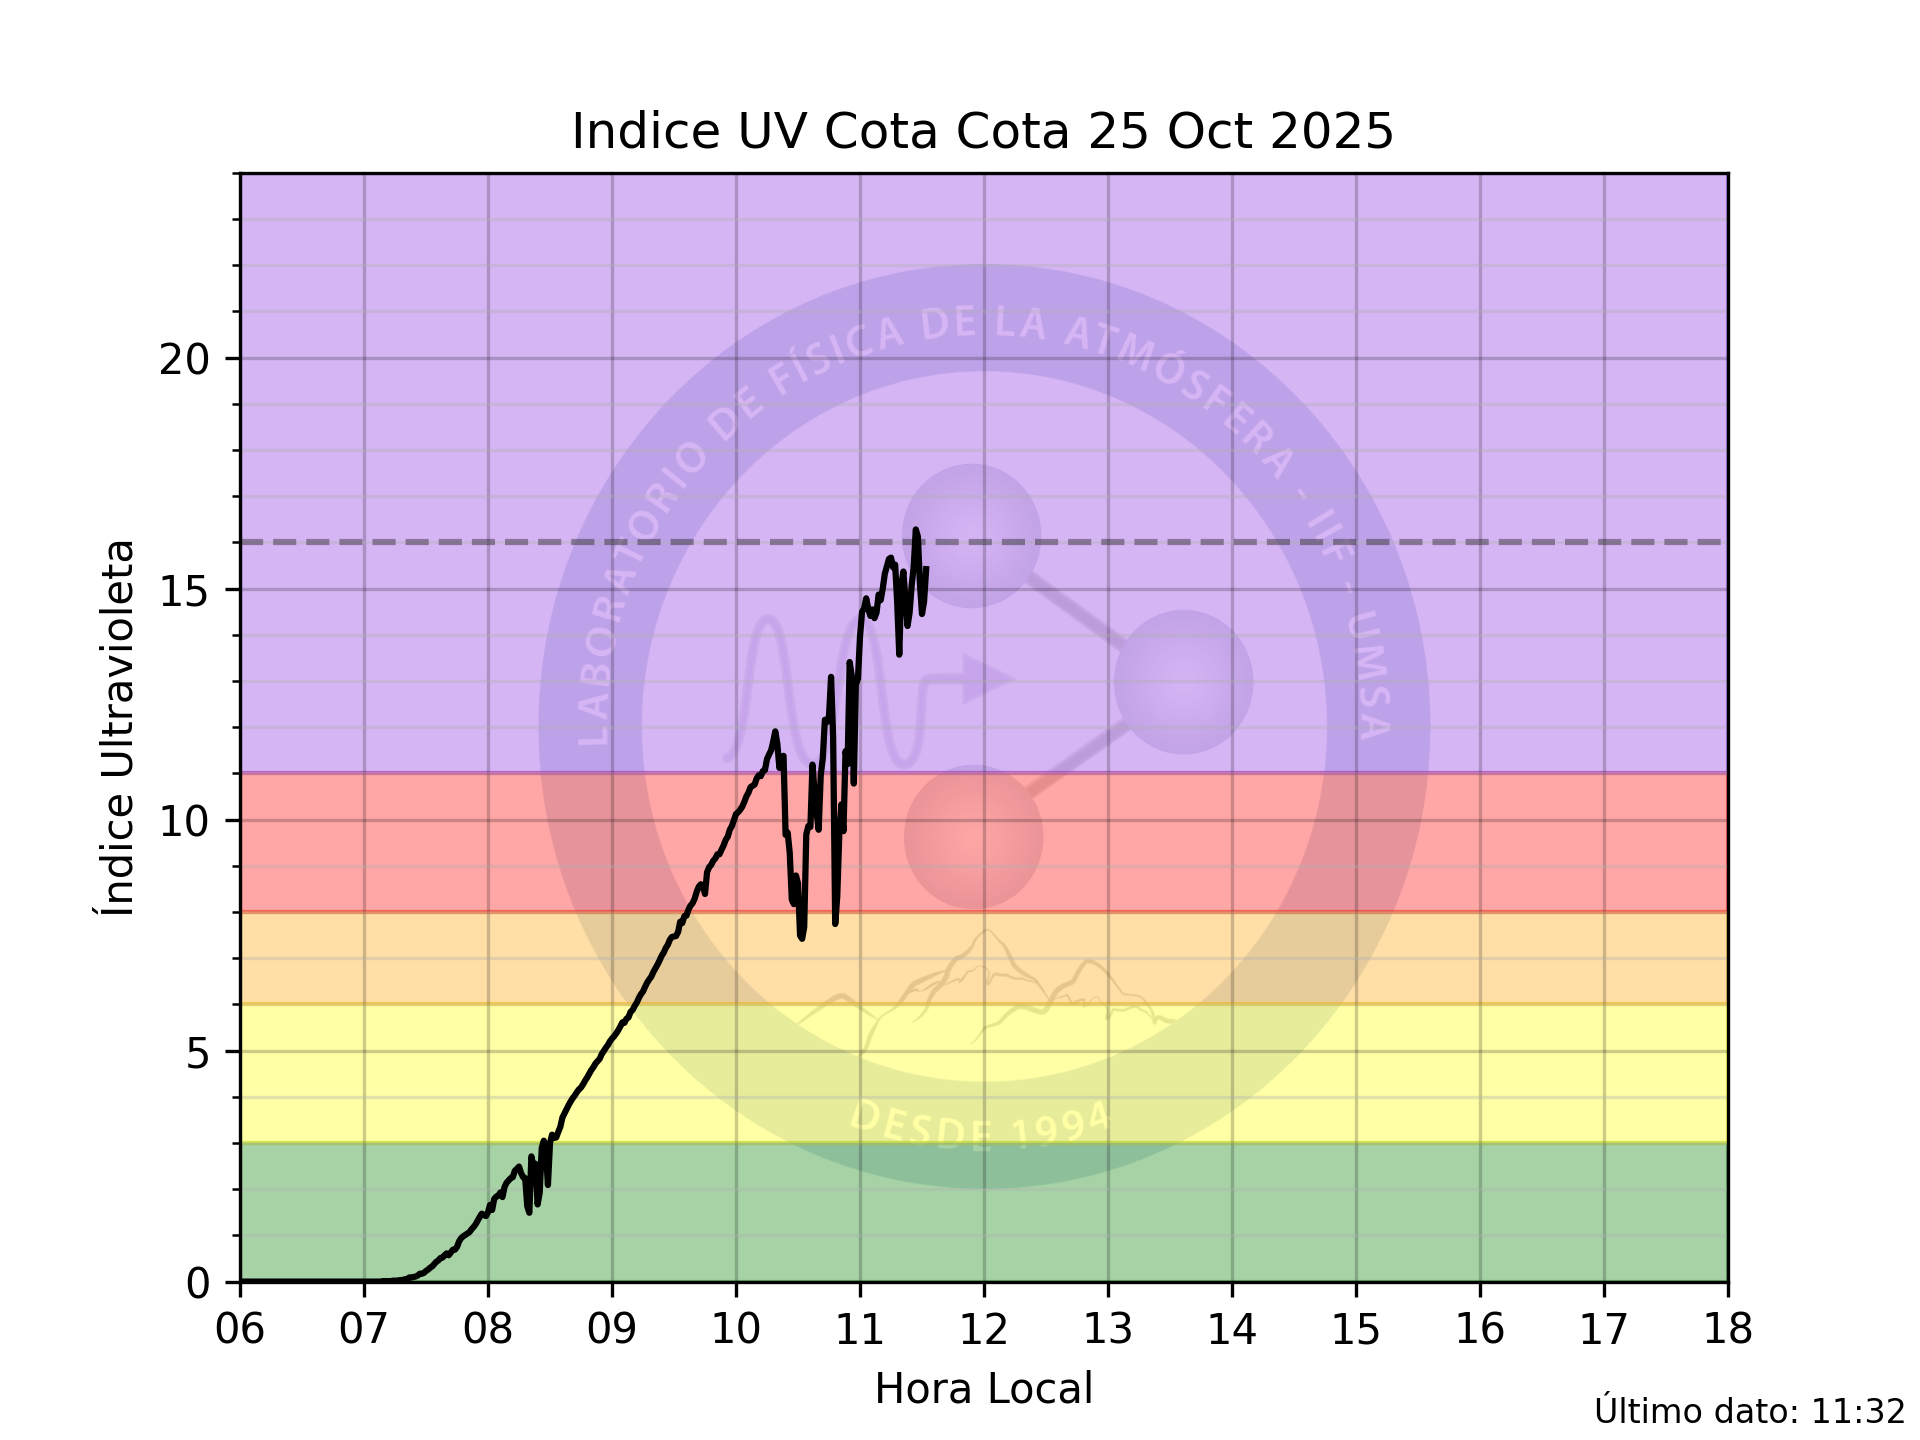 Indice UV Cota Cota 25 Oct 2025
LABORATORIO DE FÍSICA DE LA ATMÓSFERA - IIF - UMSA
DESDE 1994
Índice Ultravioleta
20
15
10
5
0
06 07 08 09 10 11 12 13 14 15 16 17 18
Hora Local
Último dato: 11:32